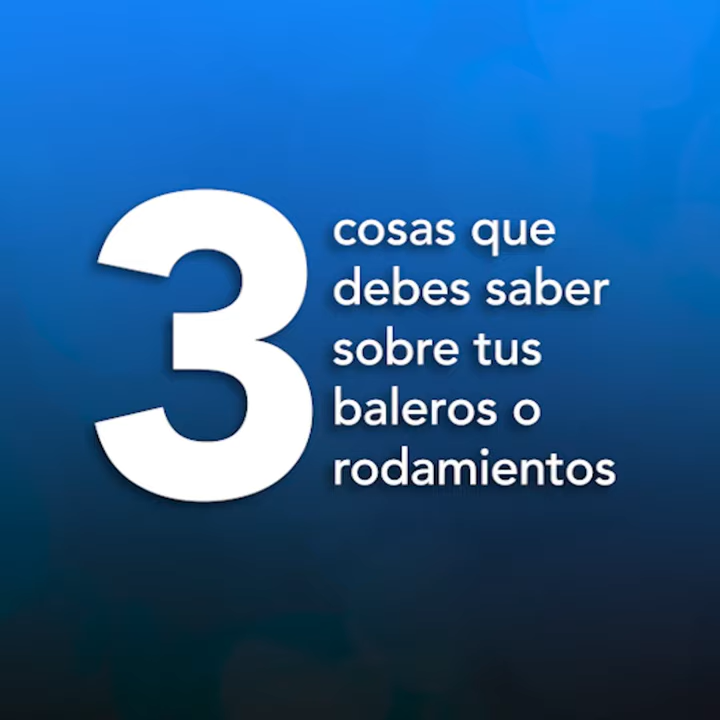 3
cosas que
debes saber
sobre tus
baleros o
rodamientos